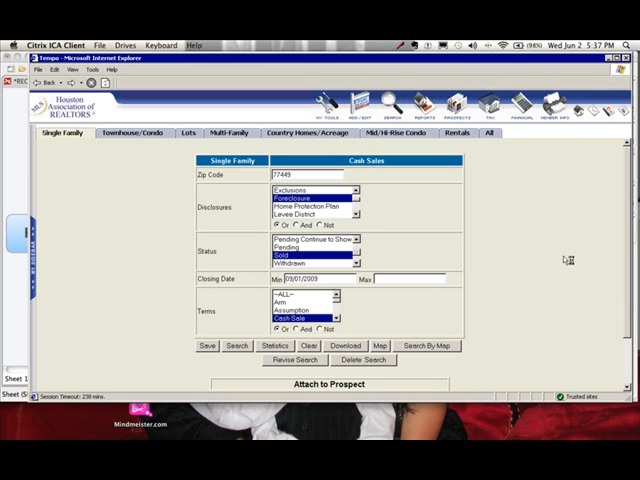 Citrix ICA Client File Drives Keyboard Help (98%) Wed Jun 2 5:37 PM
Tempo - Microsoft Internet Explorer
File Edit View Tools Help
Back
*REC
MLS Houston Association of REALTORS
MY TOOLS ADD/EDIT SEARCH REPORTS PROSPECTS TAX FINANCIAL MEMBER INFO
Single Family Townhouse/Condo Lots Multi-Family Country Homes/Acreage Mid/Hi-Rise Condo Rentals All
Single Family Cash Sales
Zip Code 77449
Disclosures
Exclusions
Foreclosure
Home Protection Plan
Levee District
Or And Not
Status
Pending Continue to Show
Pending
Sold
Withdrawn
Closing Date Min 09/01/2009 Max
Terms
--ALL--
Arm
Assumption
Cash Sale
Or And Not
Save Search Statistics Clear Download Map Search By Map
Revise Search Delete Search
Attach to Prospect
MY SIDEBAR
Sheet 1
Sheet (S
Session Timeout: 238 mins. Trusted sites
Mindmeister.com